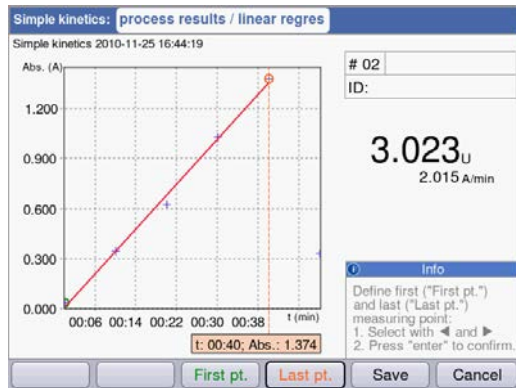 Simple kinetics: process results / linear regres
Simple kinetics 2010-11-25 16:44:19
Abs. (A)
1.200
0.900
0.600
0.300
0.000
00:06 00:14 00:22 00:30 00:38 t (min)
t: 00:40; Abs.: 1.374
# 02
ID:
3.023U
2.015 A/min
Info
Define first ("First pt.")
and last ("Last pt.")
measuring point:
1. Select with ◀ and ▶
2. Press "enter" to confirm.
First pt. Last pt. Save Cancel